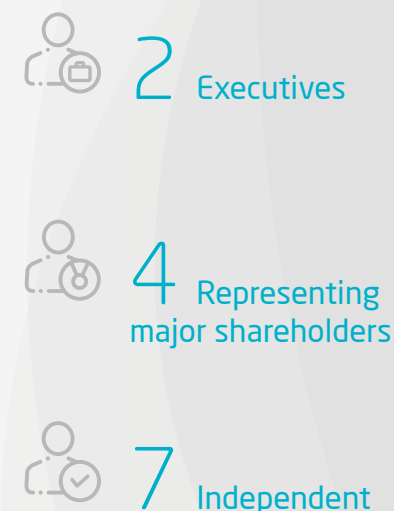 2 Executives
4 Representing
major shareholders
7 Independent